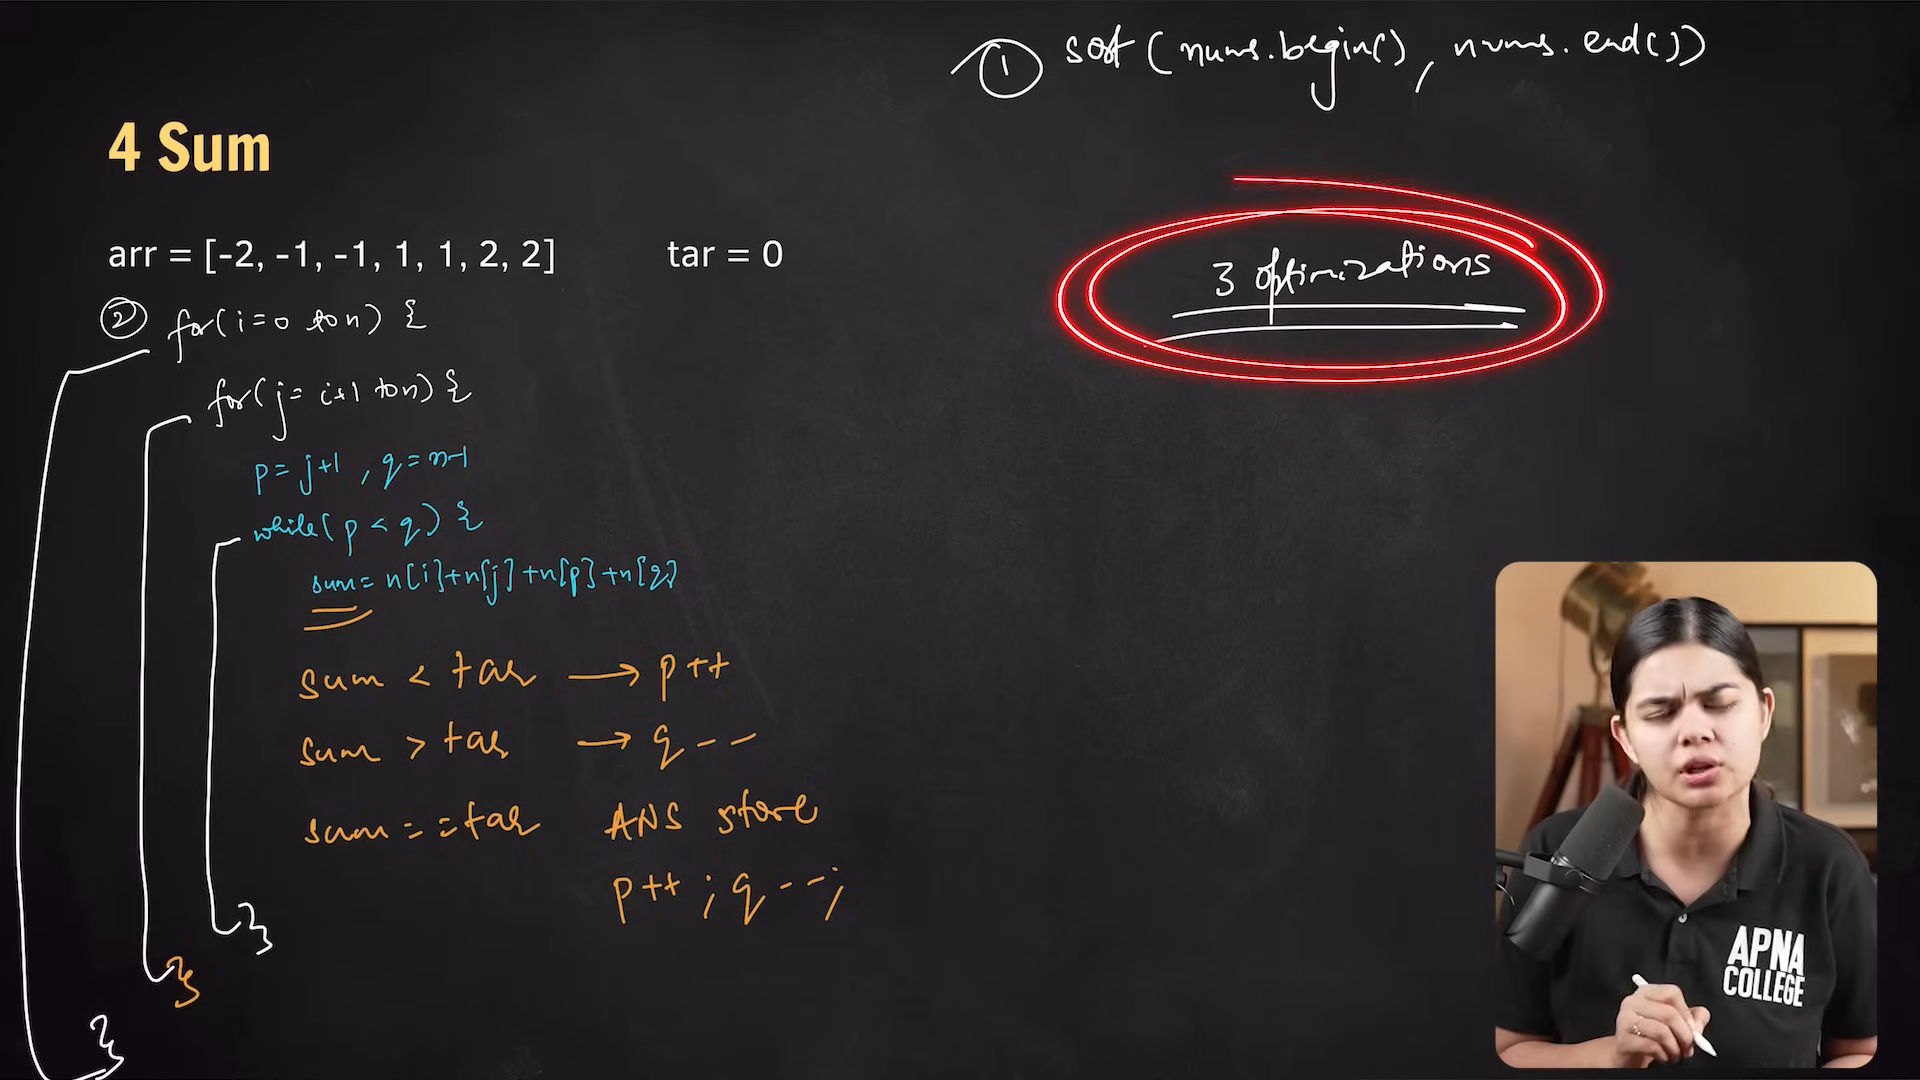 ① sort(nums.begin(), nums.end())
4 Sum
3 optimizations
arr = [-2, -1, -1, 1, 1, 2, 2] tar = 0
② for(i=0 to n) {
for(j= i+1 to n) {
p= j+1 , q= n-1
while( p < q) {
sum= n[i]+n[j]+n[p]+n[q]
sum < tar → p++
sum > tar → q--
sum==tar ANS store
p++ ; q--;
}
}
}
APNA
COLLEGE